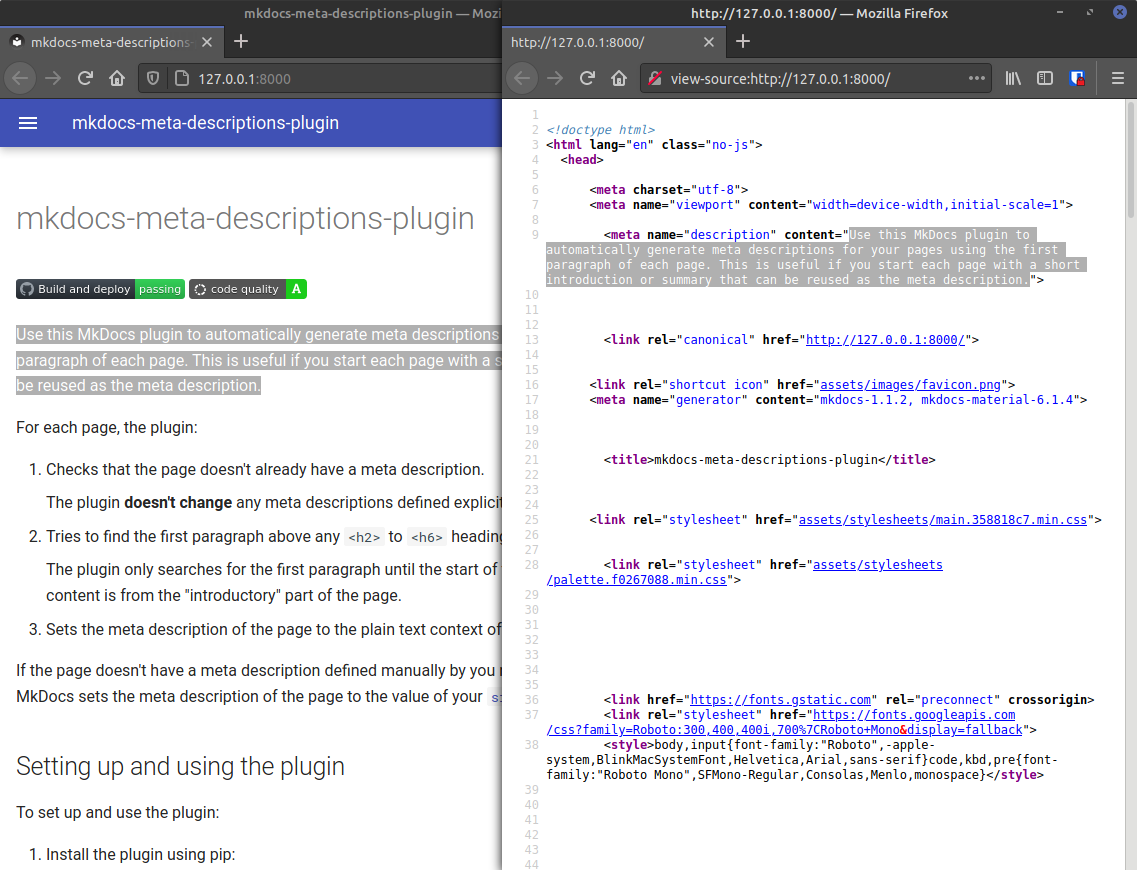 mkdocs-meta-descriptions-plugin — Mozi
mkdocs-meta-descriptions-
127.0.0.1:8000
mkdocs-meta-descriptions-plugin
mkdocs-meta-descriptions-plugin
Build and deploy passing code quality A
Use this MkDocs plugin to automatically generate meta descriptions
paragraph of each page. This is useful if you start each page with a s
be reused as the meta description.
For each page, the plugin:
1. Checks that the page doesn't already have a meta description.
The plugin doesn't change any meta descriptions defined explicit
2. Tries to find the first paragraph above any <h2> to <h6> heading
The plugin only searches for the first paragraph until the start of
content is from the "introductory" part of the page.
3. Sets the meta description of the page to the plain text context of
If the page doesn't have a meta description defined manually by you
MkDocs sets the meta description of the page to the value of your si
Setting up and using the plugin
To set up and use the plugin:
1. Install the plugin using pip:
http://127.0.0.1:8000/ — Mozilla Firefox
http://127.0.0.1:8000/
view-source:http://127.0.0.1:8000/
1
2 <!doctype html>
3 <html lang="en" class="no-js">
4 <head>
5
6 <meta charset="utf-8">
7 <meta name="viewport" content="width=device-width,initial-scale=1">
8
9 <meta name="description" content="Use this MkDocs plugin to
automatically generate meta descriptions for your pages using the first
paragraph of each page. This is useful if you start each page with a short
introduction or summary that can be reused as the meta description.">
10
11
12
13 <link rel="canonical" href="http://127.0.0.1:8000/">
14
15
16 <link rel="shortcut icon" href="assets/images/favicon.png">
17 <meta name="generator" content="mkdocs-1.1.2, mkdocs-material-6.1.4">
18
19
20
21 <title>mkdocs-meta-descriptions-plugin</title>
22
23
24
25 <link rel="stylesheet" href="assets/stylesheets/main.358818c7.min.css">
26
27
28 <link rel="stylesheet" href="assets/stylesheets
/palette.f0267088.min.css">
29
30
31
32
33
34
35
36 <link href="https://fonts.gstatic.com" rel="preconnect" crossorigin>
37 <link rel="stylesheet" href="https://fonts.googleapis.com
/css?family=Roboto:300,400,400i,700%7CRoboto+Mono&display=fallback">
38 <style>body,input{font-family:"Roboto",-apple-
system,BlinkMacSystemFont,Helvetica,Arial,sans-serif}code,kbd,pre{font-
family:"Roboto Mono",SFMono-Regular,Consolas,Menlo,monospace}</style>
39
40
41
42
43
44